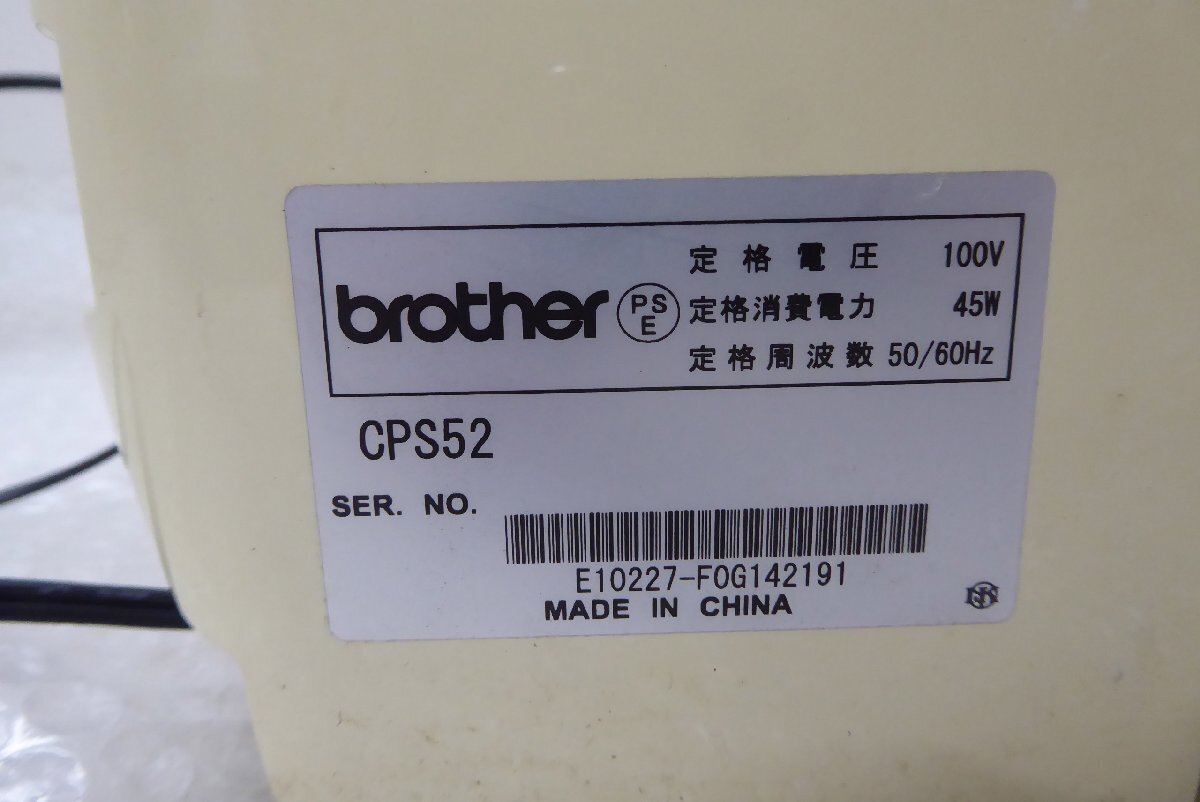 brother
PS
E
定格電圧 100V
定格消費電力 45W
定格周波数 50/60Hz
CPS52
SER. NO.
E10227-F0G142191
MADE IN CHINA